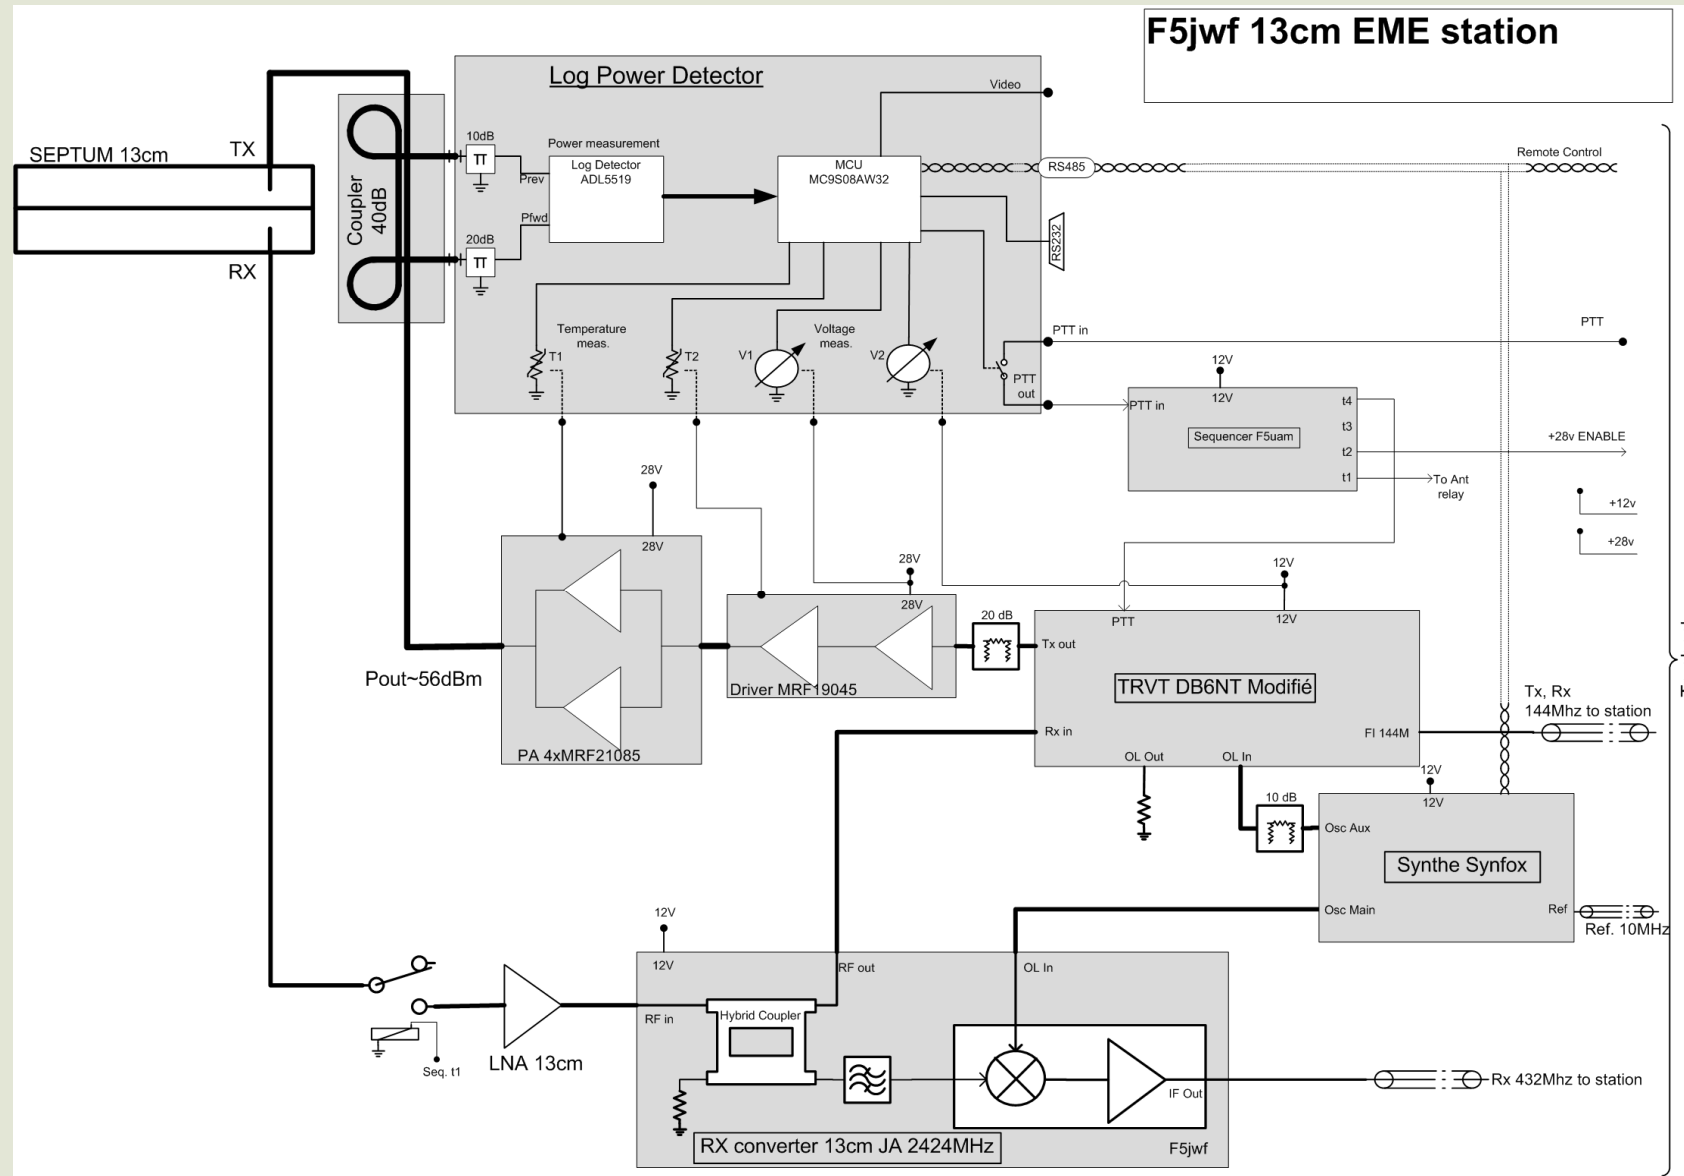 F5jwf 13cm EME station
Log Power Detector
Video
SEPTUM 13cm
TX
RX
Coupler
40dB
10dB
π
Prev
20dB
π
Pfwd
Power measurement
Log Detector
ADL5519
MCU
MC9S08AW32
RS485
Remote Control
RS232
Temperature
meas.
Voltage
meas.
T1
T2
V1
V2
PTT in
PTT
PTT
out
12V
12V
PTT in
Sequencer F5uam
t4
t3
t2
t1
+28v ENABLE
To Ant
relay
+12v
+28v
28V
28V
PA 4xMRF21085
Pout~56dBm
28V
28V
Driver MRF19045
20 dB
12V
12V
PTT
Tx out
TRVT DB6NT Modifié
Rx in
FI 144M
OL Out
OL In
Tx, Rx
144Mhz to station
10 dB
12V
12V
Osc Aux
Synthe Synfox
Osc Main
Ref
Ref. 10MHz
12V
12V
RF out
OL In
RF in
Hybrid Coupler
LNA 13cm
Seq. t1
IF Out
Rx 432Mhz to station
RX converter 13cm JA 2424MHz
F5jwf